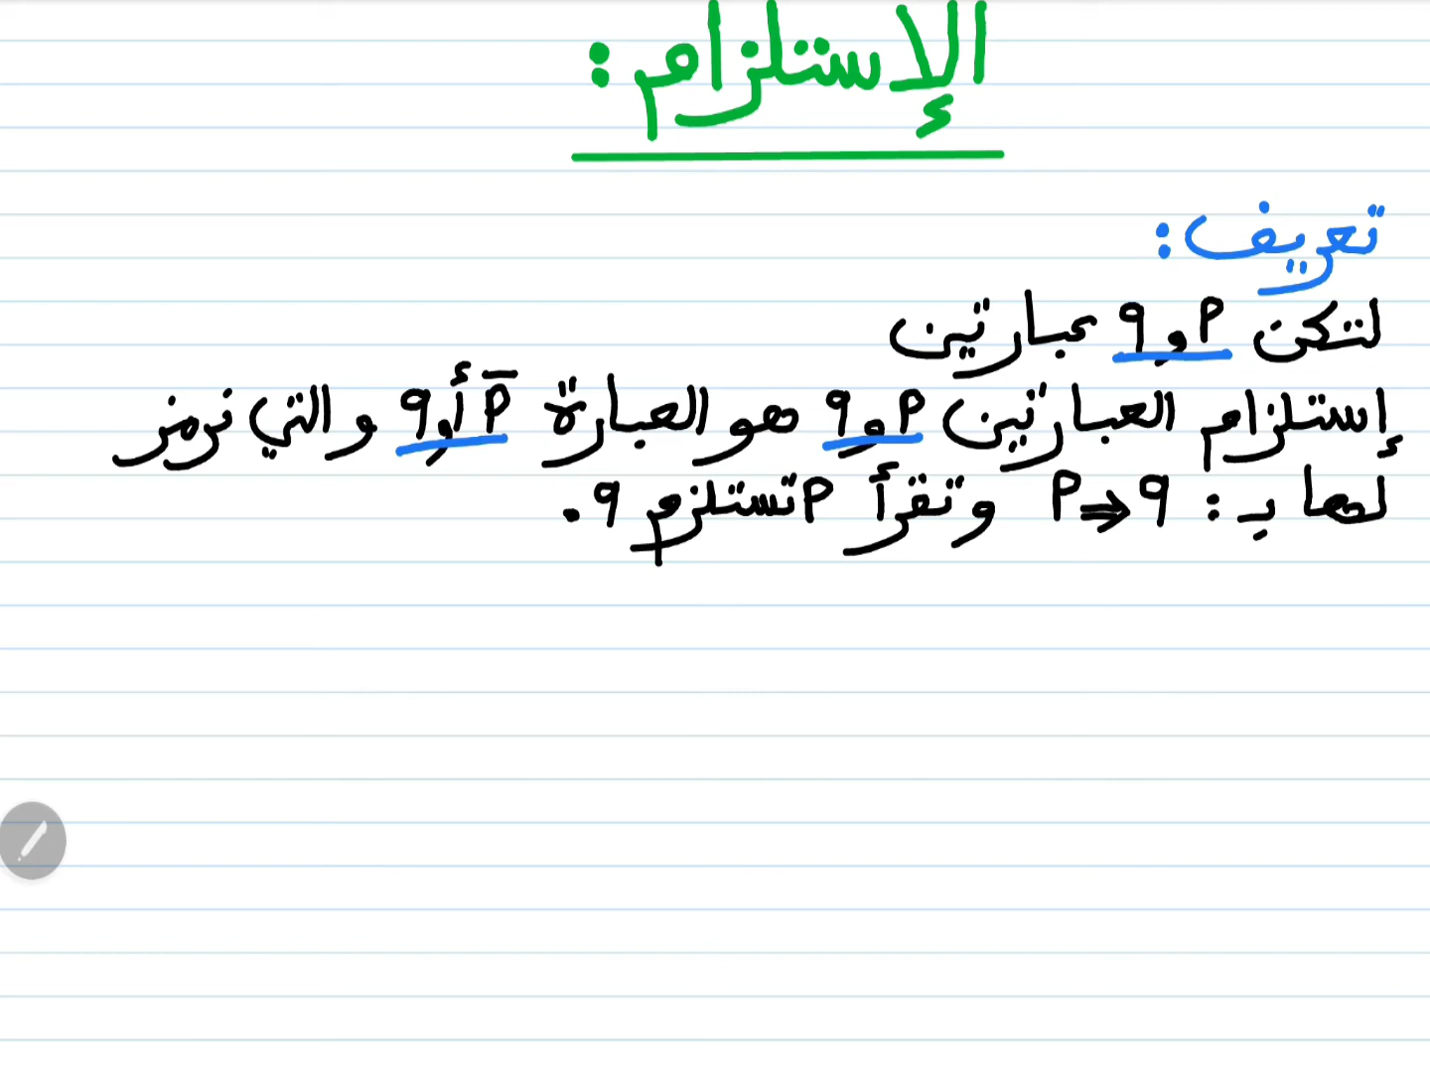 الإستلزام :
تعريف :
لتكن P و q عبارتين
إستلزام العبارتين P و q هو العبارة P̅ أو q والتي نرمز
لها بـ : P⇒q وتقرأ P تستلزم q .